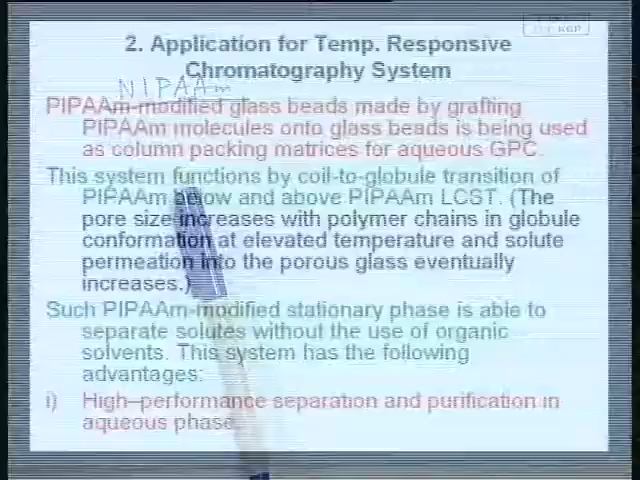 2. Application for Temp. Responsive
Chromatography System
NIPAAm
PIPAAm-modified glass beads made by grafting
PIPAAm molecules onto glass beads is being used
as column packing matrices for aqueous GPC.
This system functions by coil-to-globule transition of
PIPAAm below and above PIPAAm LCST. (The
pore size increases with polymer chains in globule
conformation at elevated temperature and solute
permeation into the porous glass eventually
increases.)
Such PIPAAm-modified stationary phase is able to
separate solutes without the use of organic
solvents. This system has the following
advantages:
i) High–performance separation and purification in
aqueous phase.